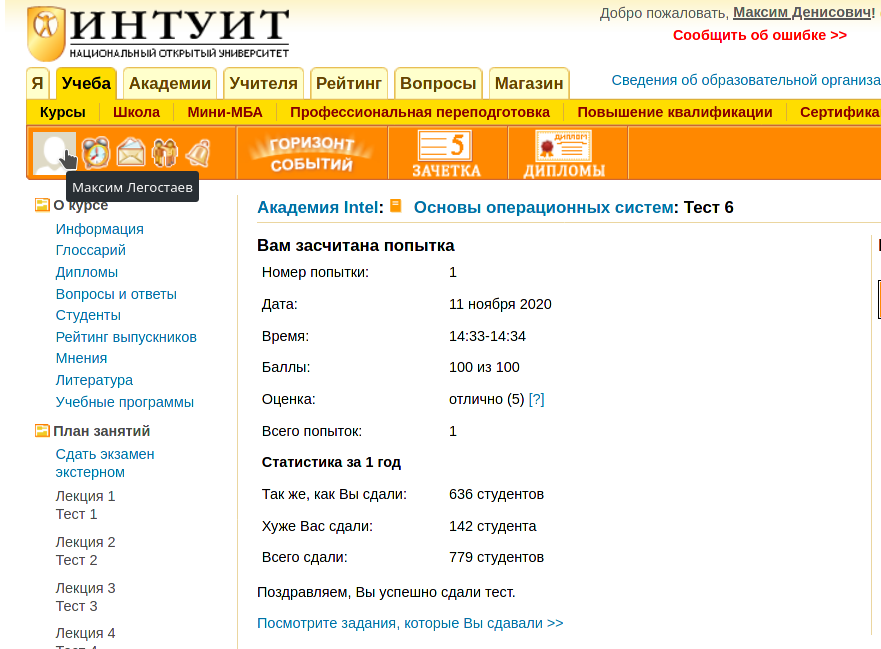 ИНТУИТ
НАЦИОНАЛЬНЫЙ ОТКРЫТЫЙ УНИВЕРСИТЕТ
Добро пожаловать, Максим Денисович!
Сообщить об ошибке >>
Я Учеба Академии Учителя Рейтинг Вопросы Магазин
Сведения об образовательной организа
Курсы Школа Мини-МБА Профессиональная переподготовка Повышение квалификации Сертифика
ГОРИЗОНТ
СОБЫТИЙ
5
ЗАЧЕТКА
ДИПЛОМ
ДИПЛОМЫ
Максим Легостаев
О курсе
Информация
Глоссарий
Дипломы
Вопросы и ответы
Студенты
Рейтинг выпускников
Мнения
Литература
Учебные программы
План занятий
Сдать экзамен
экстерном
Лекция 1
Тест 1
Лекция 2
Тест 2
Лекция 3
Тест 3
Лекция 4
Академия Intel: Основы операционных систем: Тест 6
Вам засчитана попытка
Номер попытки: 1
Дата: 11 ноября 2020
Время: 14:33-14:34
Баллы: 100 из 100
Оценка: отлично (5) [?]
Всего попыток: 1
Статистика за 1 год
Так же, как Вы сдали: 636 студентов
Хуже Вас сдали: 142 студента
Всего сдали: 779 студентов
Поздравляем, Вы успешно сдали тест.
Посмотрите задания, которые Вы сдавали >>